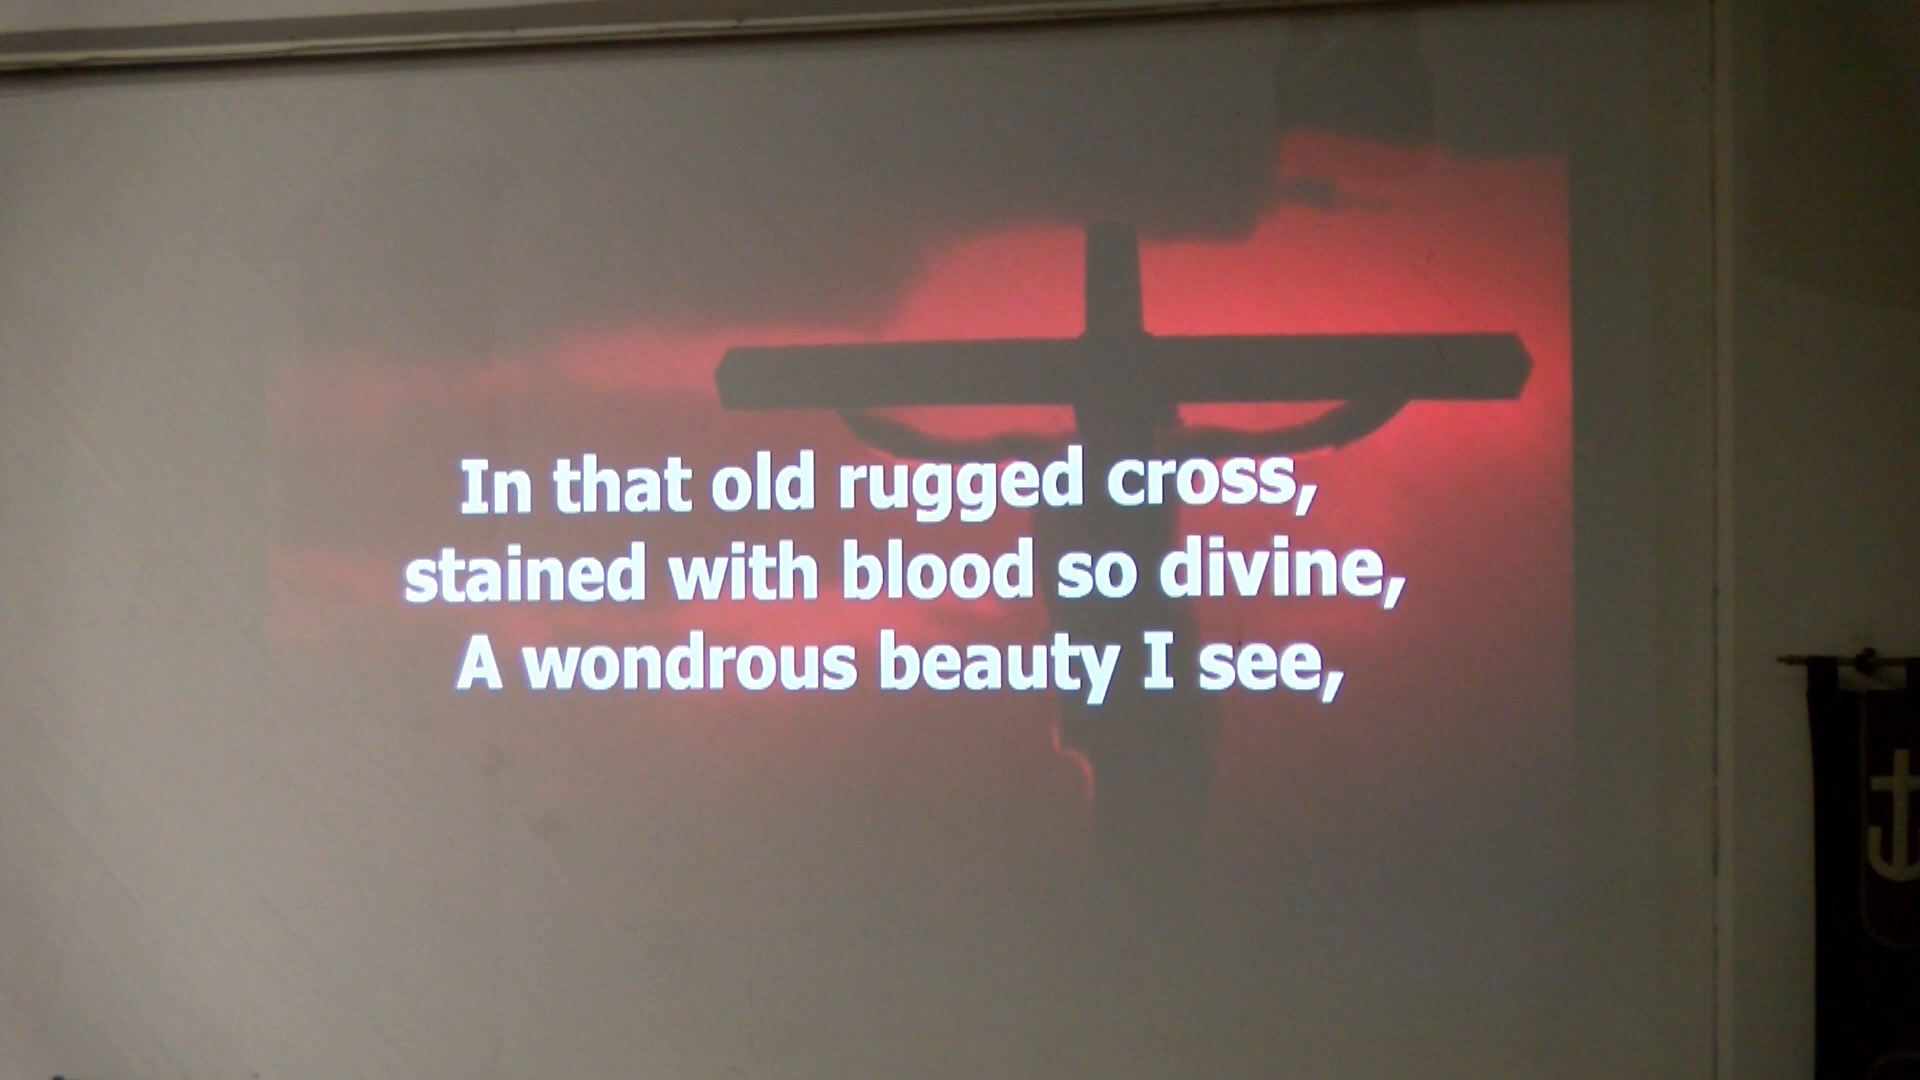 In that old rugged cross,
stained with blood so divine,
A wondrous beauty I see,